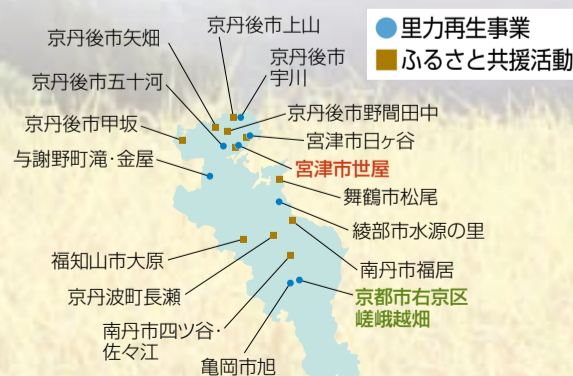 里力再生事業
ふるさと共援活動
京丹後市上山
京丹後市矢畑
京丹後市
宇川
京丹後市五十河
京丹後市野間田中
京丹後市甲坂
宮津市日ヶ谷
与謝野町滝・金屋
宮津市世屋
舞鶴市松尾
綾部市水源の里
福知山市大原
南丹市福居
京丹波町長瀬
京都市右京区
嵯峨越畑
南丹市四ツ谷・
佐々江
亀岡市旭